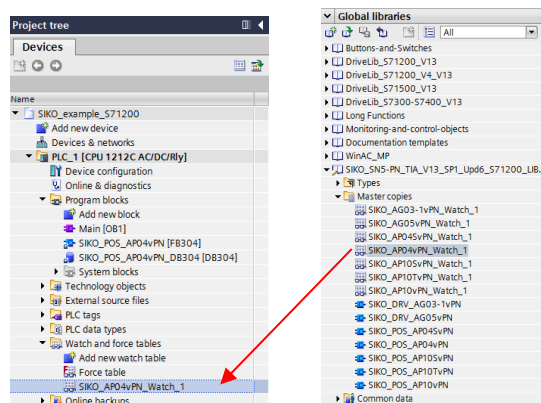 Project tree
Devices
Name
SIKO_example_S71200
Add new device
Devices & networks
PLC_1 [CPU 1212C AC/DC/Rly]
Device configuration
Online & diagnostics
Program blocks
Add new block
Main [OB1]
SIKO_POS_AP04vPN [FB304]
SIKO_POS_AP04vPN_DB304 [DB304]
System blocks
Technology objects
External source files
PLC tags
PLC data types
Watch and force tables
Add new watch table
Force table
SIKO_AP04vPN_Watch_1
Online backups
Global libraries
All
Buttons-and-Switches
DriveLib_S71200_V13
DriveLib_S71200_V4_V13
DriveLib_S71500_V13
DriveLib_S7300-S7400_V13
Long Functions
Monitoring-and-control-objects
Documentation templates
WinAC_MP
SIKO_SN5-PN_TIA_V13_SP1_Upd6_S71200_LIB.
Types
Master copies
SIKO_AG03-1vPN_Watch_1
SIKO_AG05vPN_Watch_1
SIKO_AP04SvPN_Watch_1
SIKO_AP04vPN_Watch_1
SIKO_AP10SvPN_Watch_1
SIKO_AP10TvPN_Watch_1
SIKO_AP10vPN_Watch_1
SIKO_DRV_AG03-1vPN
SIKO_DRV_AG05vPN
SIKO_POS_AP04SvPN
SIKO_POS_AP04vPN
SIKO_POS_AP10SvPN
SIKO_POS_AP10TvPN
SIKO_POS_AP10vPN
Common data